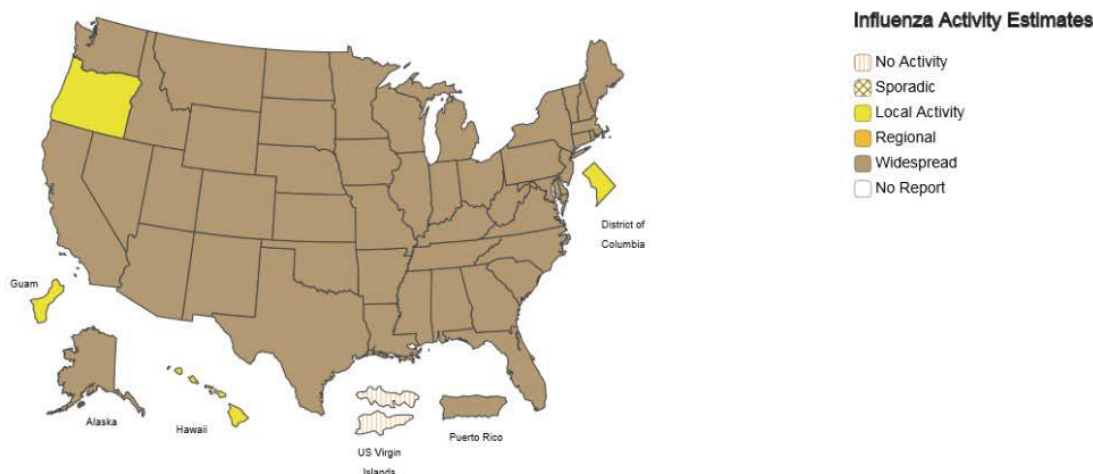 Influenza Activity Estimates
No Activity
Sporadic
Local Activity
Regional
Widespread
No Report
District of
Columbia
Guam
Alaska
Hawaii
US Virgin
Islands
Puerto Rico